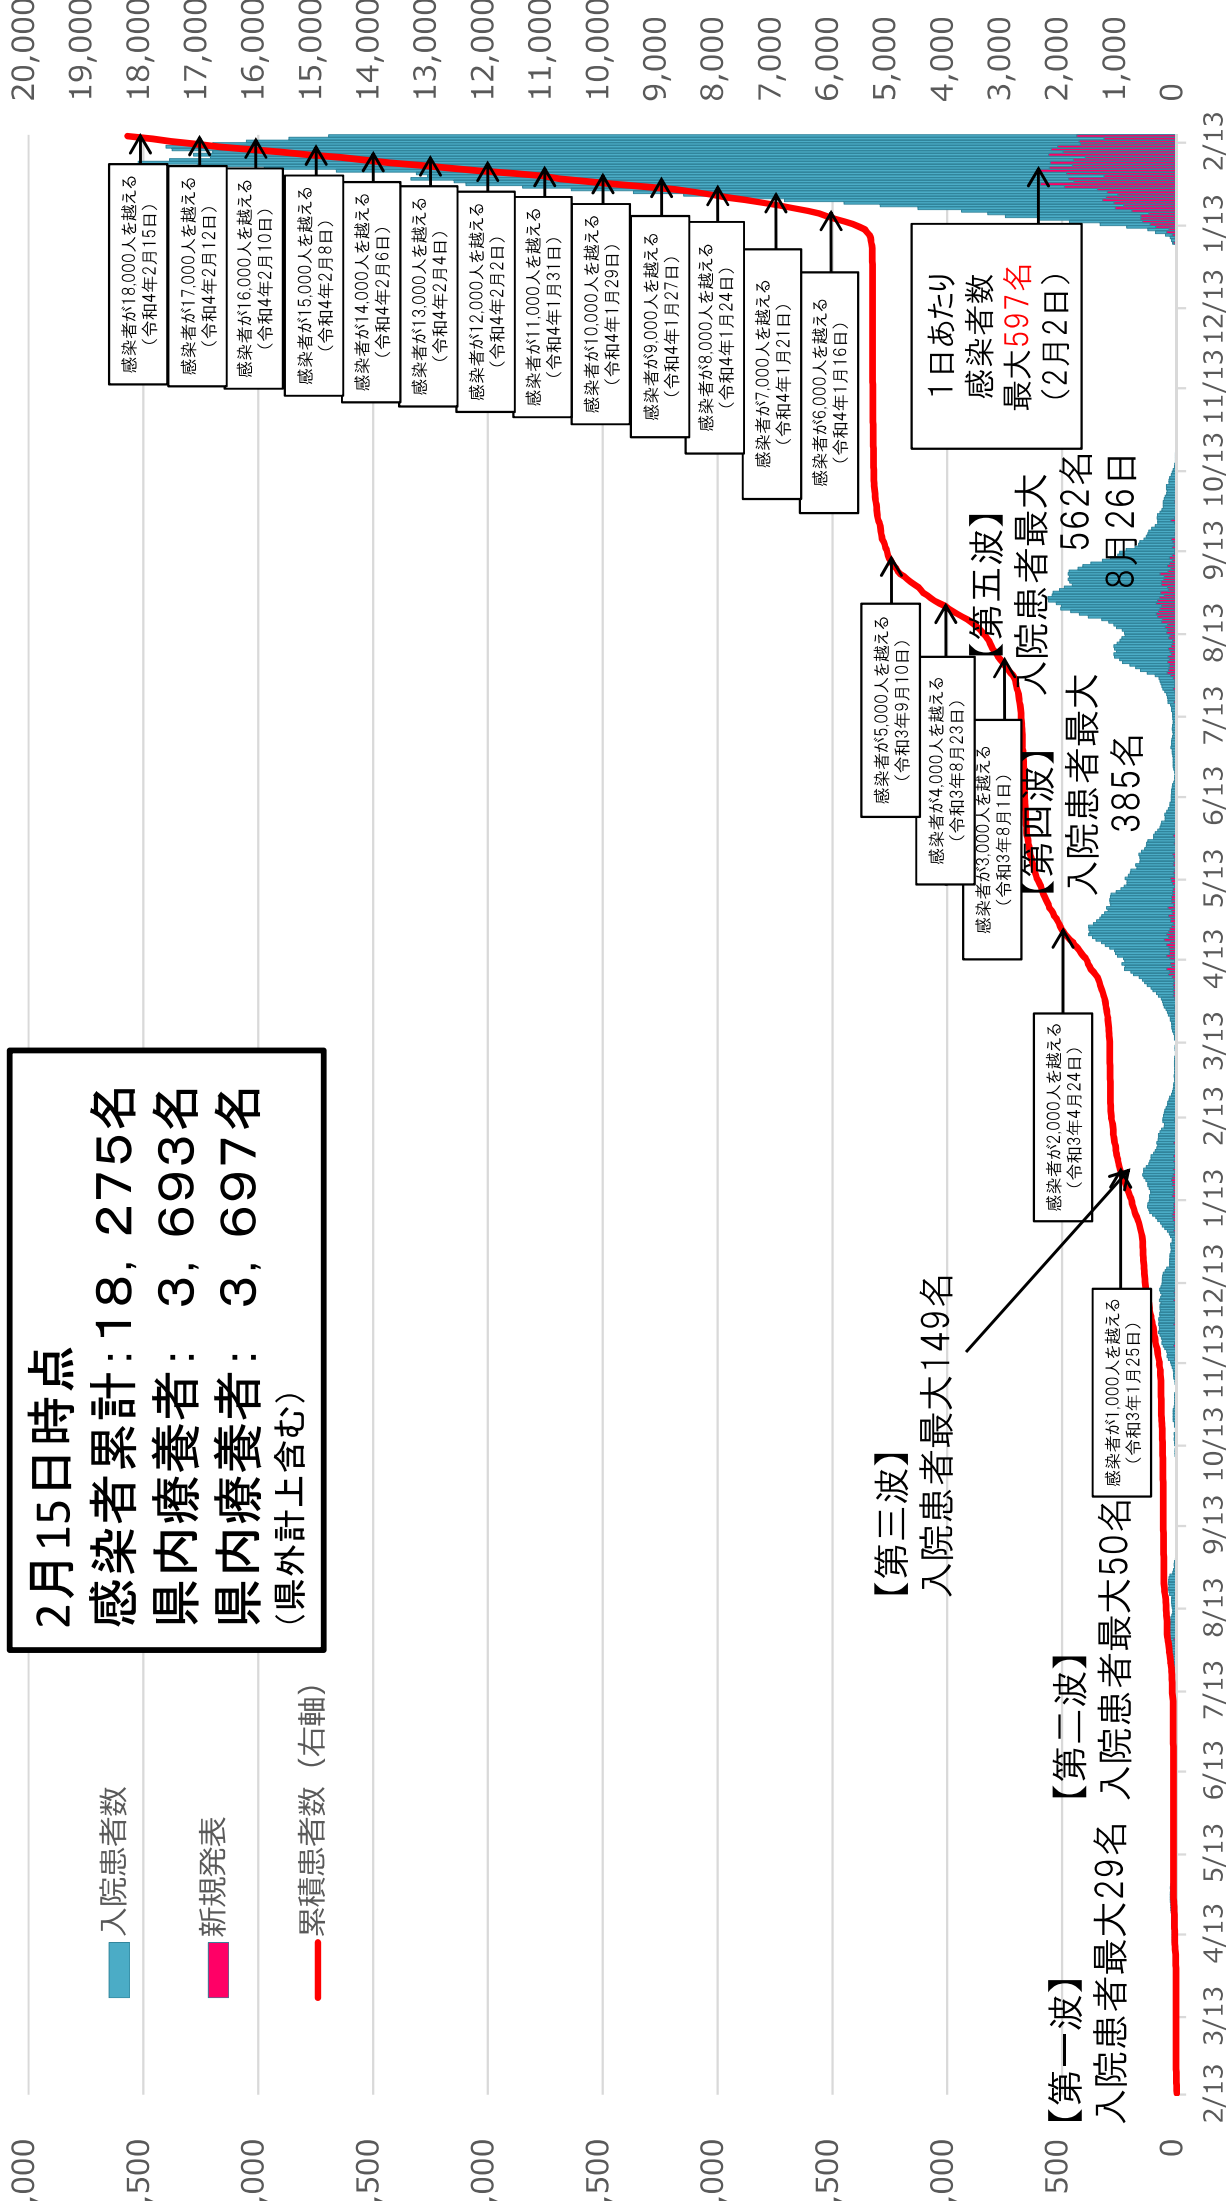 2月15日時点
感染者累計：18，275名
県内療養者： 3，693名
県内療養者： 3，697名
（県外計上含む）
入院患者数
新規発表
累積患者数（右軸）
,000
,500
,000
,500
,000
,500
,000
,500
,000
500
0
20,000
19,000
18,000
17,000
16,000
15,000
14,000
13,000
12,000
11,000
10,000
9,000
8,000
7,000
6,000
5,000
4,000
3,000
2,000
1,000
0
感染者が18,000人を越える
（令和4年2月15日）
感染者が17,000人を越える
（令和4年2月12日）
感染者が16,000人を越える
（令和4年2月10日）
感染者が15,000人を越える
（令和4年2月8日）
感染者が14,000人を越える
（令和4年2月6日）
感染者が13,000人を越える
（令和4年2月4日）
感染者が12,000人を越える
（令和4年2月2日）
感染者が11,000人を越える
（令和4年1月31日）
感染者が10,000人を越える
（令和4年1月29日）
感染者が9,000人を越える
（令和4年1月27日）
感染者が8,000人を越える
（令和4年1月24日）
感染者が7,000人を越える
（令和4年1月21日）
感染者が6,000人を越える
（令和4年1月16日）
感染者が5,000人を越える
（令和3年9月10日）
感染者が4,000人を越える
（令和3年8月23日）
感染者が3,000人を越える
（令和3年8月1日）
感染者が2,000人を越える
（令和3年4月24日）
感染者が1,000人を越える
（令和3年1月25日）
1日あたり
感染者数
最大597名
（2月2日）
【第一波】
入院患者最大29名
【第二波】
入院患者最大50名
【第三波】
入院患者最大149名
【第四波】
入院患者最大
385名
【第五波】
入院患者最大
562名
8月26日
2/13 3/13 4/13 5/13 6/13 7/13 8/13 9/13 10/13 11/13 12/13 1/13 2/13 3/13 4/13 5/13 6/13 7/13 8/13 9/13 10/13 11/13 12/13 1/13 2/13